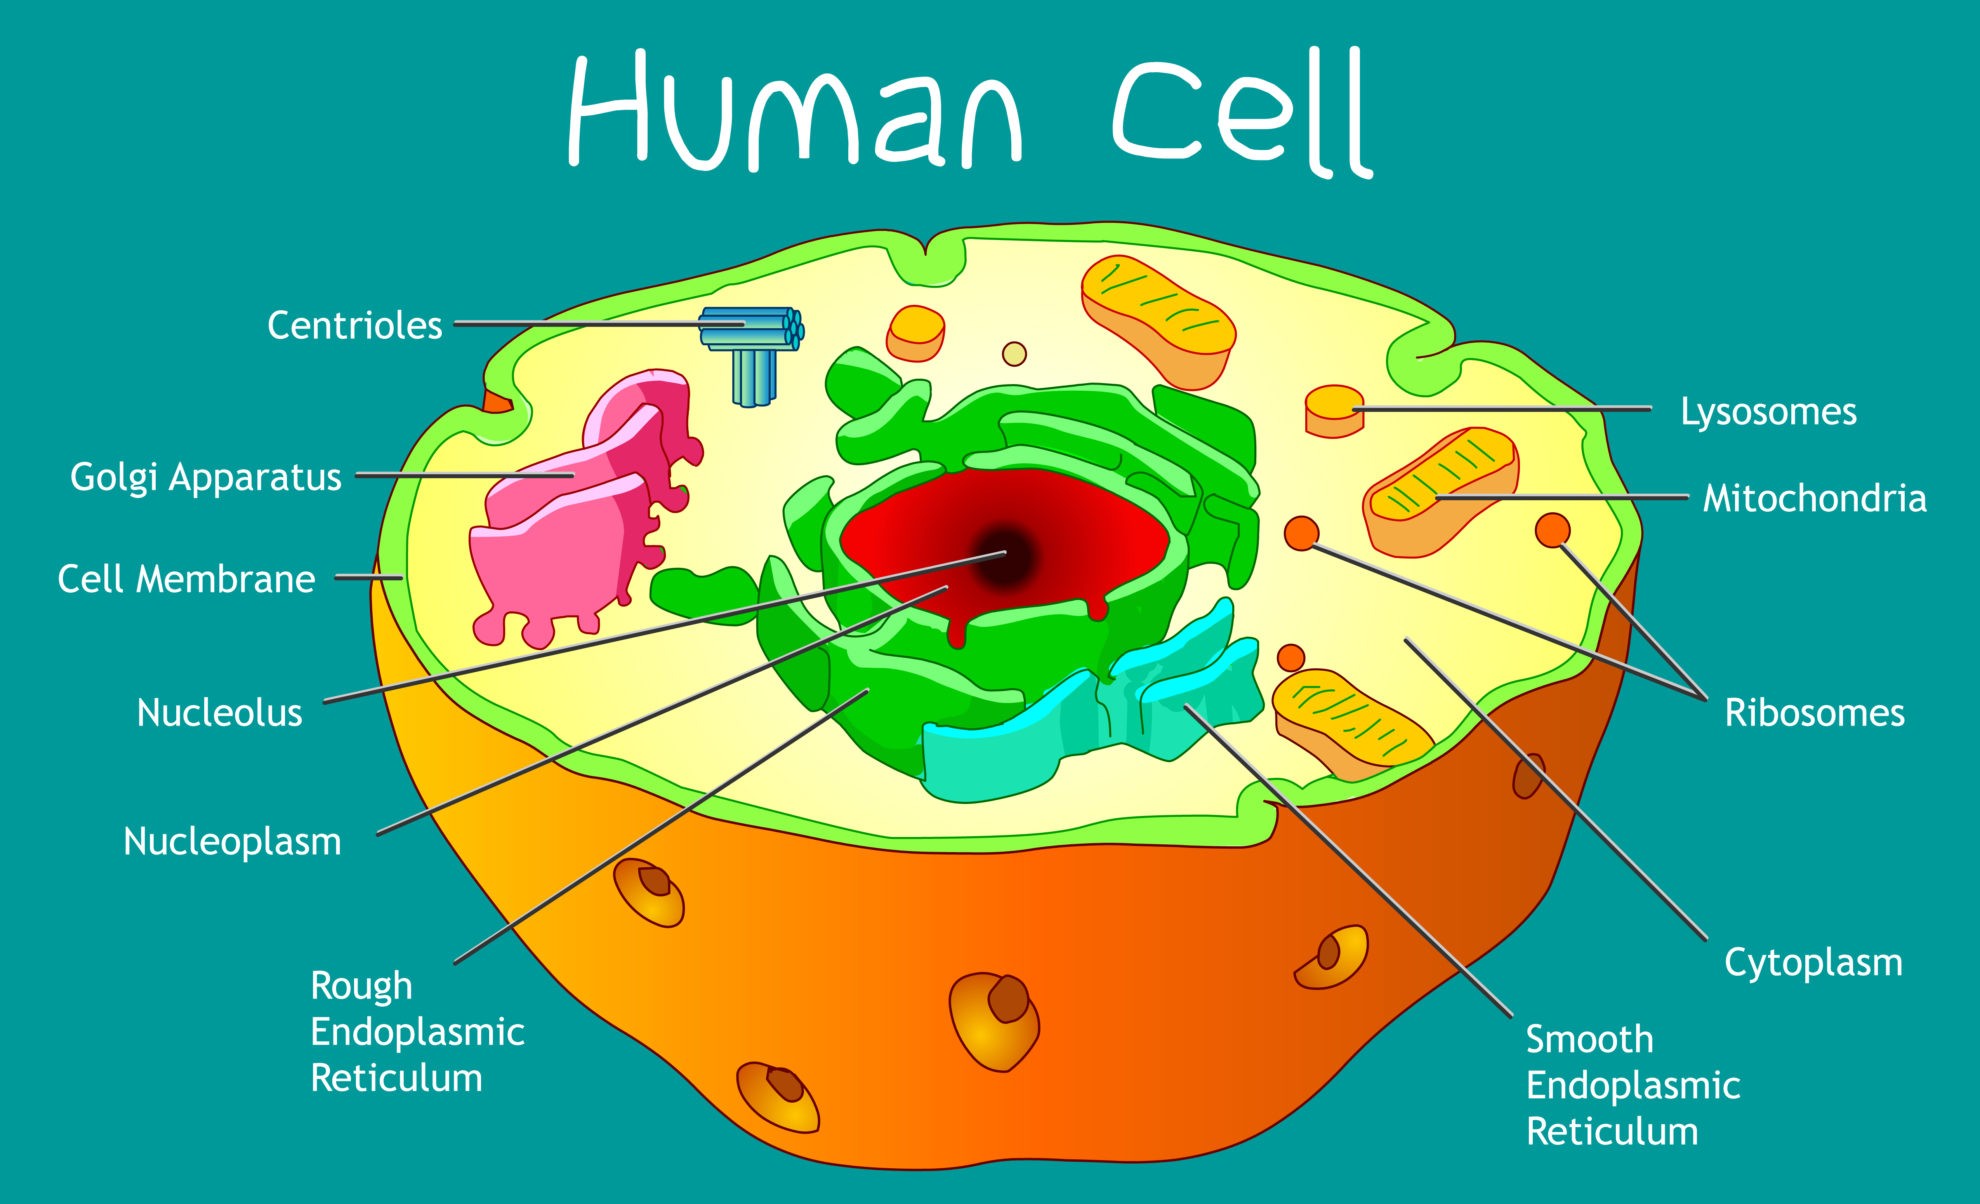 Human Cell
Centrioles
Golgi Apparatus
Cell Membrane
Nucleolus
Nucleoplasm
Rough
Endoplasmic
Reticulum
Lysosomes
Mitochondria
Ribosomes
Cytoplasm
Smooth
Endoplasmic
Reticulum